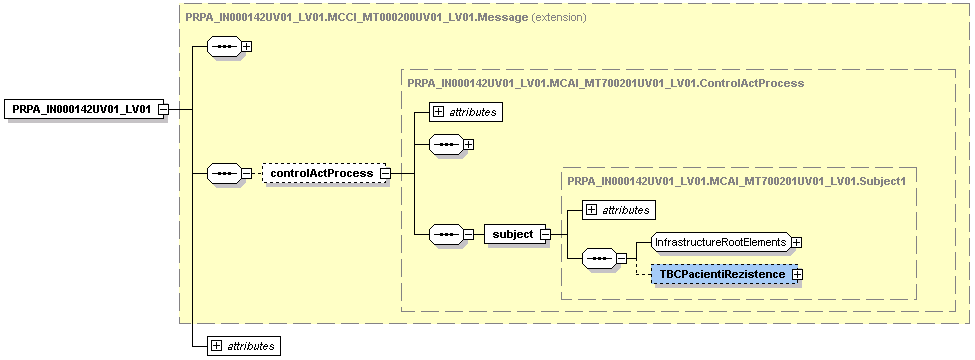 PRPA_IN000142UV01_LV01.MCCI_MT000200UV01_LV01.Message (extension)
PRPA_IN000142UV01_LV01.MCAI_MT700201UV01_LV01.ControlActProcess
PRPA_IN000142UV01_LV01
attributes
controlActProcess
PRPA_IN000142UV01_LV01.MCAI_MT700201UV01_LV01.Subject1
attributes
subject
InfrastructureRootElements
TBCPacientiRezistence
attributes